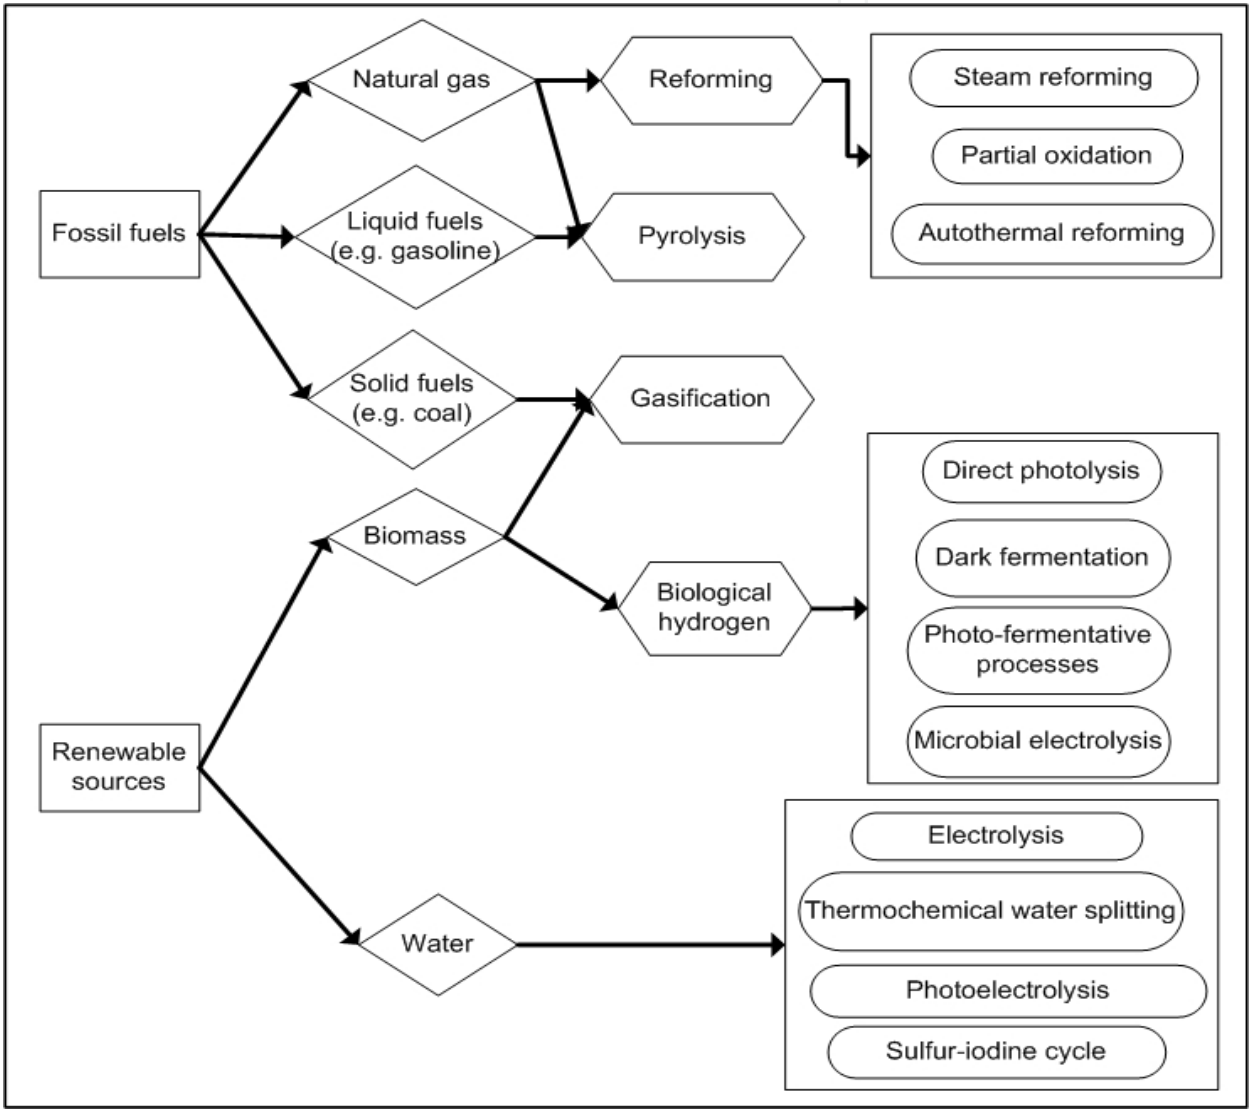 Natural gas
Reforming
Steam reforming
Partial oxidation
Autothermal reforming
Fossil fuels
Liquid fuels
(e.g. gasoline)
Pyrolysis
Solid fuels
(e.g. coal)
Gasification
Biomass
Biological
hydrogen
Direct photolysis
Dark fermentation
Photo-fermentative
processes
Microbial electrolysis
Renewable
sources
Water
Electrolysis
Thermochemical water splitting
Photoelectrolysis
Sulfur-iodine cycle